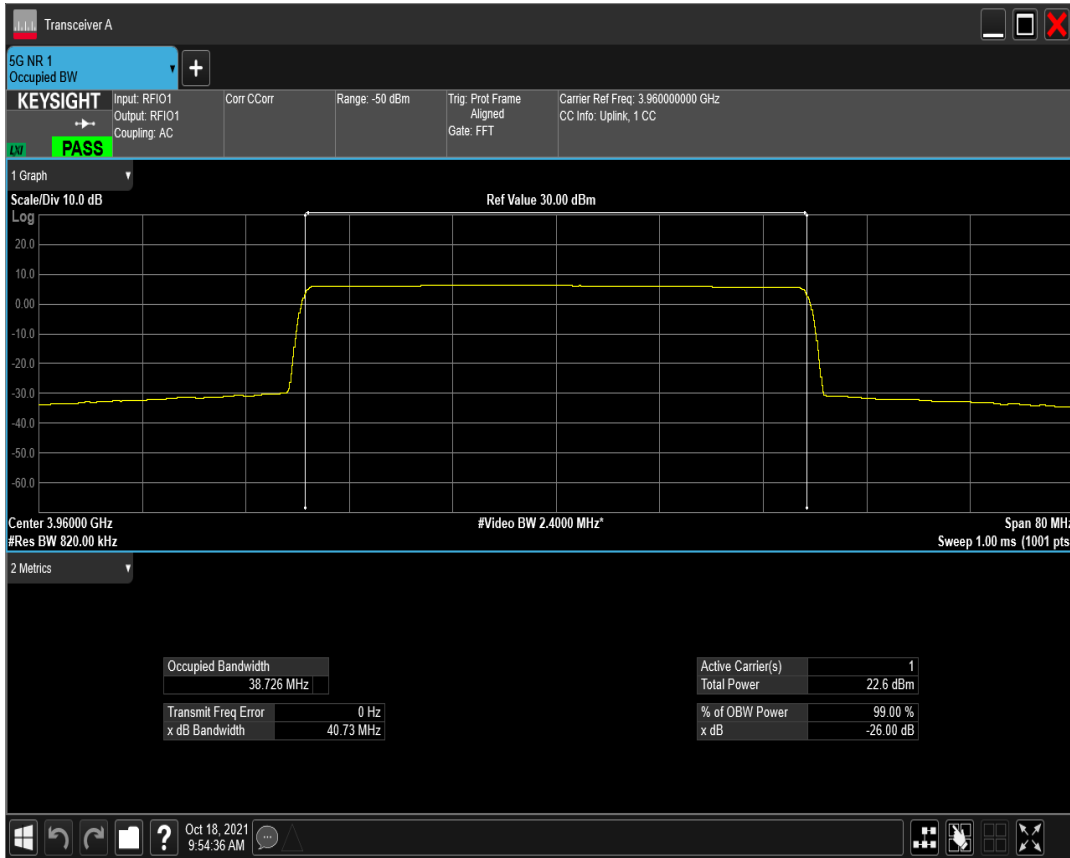 Transceiver A
5G NR 1
Occupied BW
KEYSIGHT
Input: RFIO1
Output: RFIO1
Coupling: AC
Corr CCorr
Range: -50 dBm
Trig: Prot Frame
Aligned
Gate: FFT
Carrier Ref Freq: 3.960000000 GHz
CC Info: Uplink, 1 CC
LXI
PASS
1 Graph
Scale/Div 10.0 dB
Ref Value 30.00 dBm
Log
20.0
10.0
0.00
-10.0
-20.0
-30.0
-40.0
-50.0
-60.0
Center 3.96000 GHz
#Video BW 2.4000 MHz*
Span 80 MHz
#Res BW 820.00 kHz
Sweep 1.00 ms (1001 pts
2 Metrics
Occupied Bandwidth
38.726 MHz
Transmit Freq Error 0 Hz
x dB Bandwidth 40.73 MHz
Active Carrier(s) 1
Total Power 22.6 dBm
% of OBW Power 99.00 %
x dB -26.00 dB
?
Oct 18, 2021
9:54:36 AM